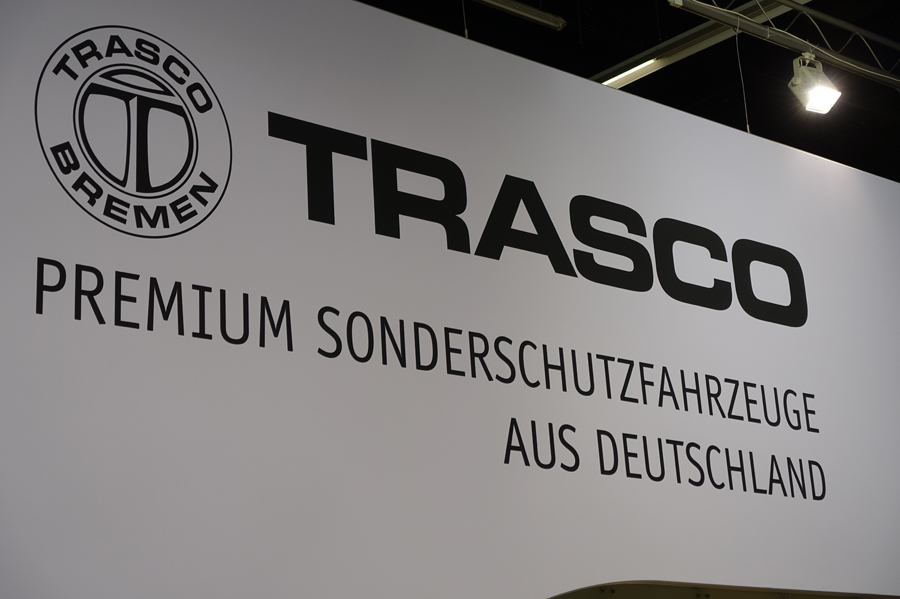 TRASCO
BREMEN
TRASCO
PREMIUM SONDERSCHUTZFAHRZEUGE
AUS DEUTSCHLAND